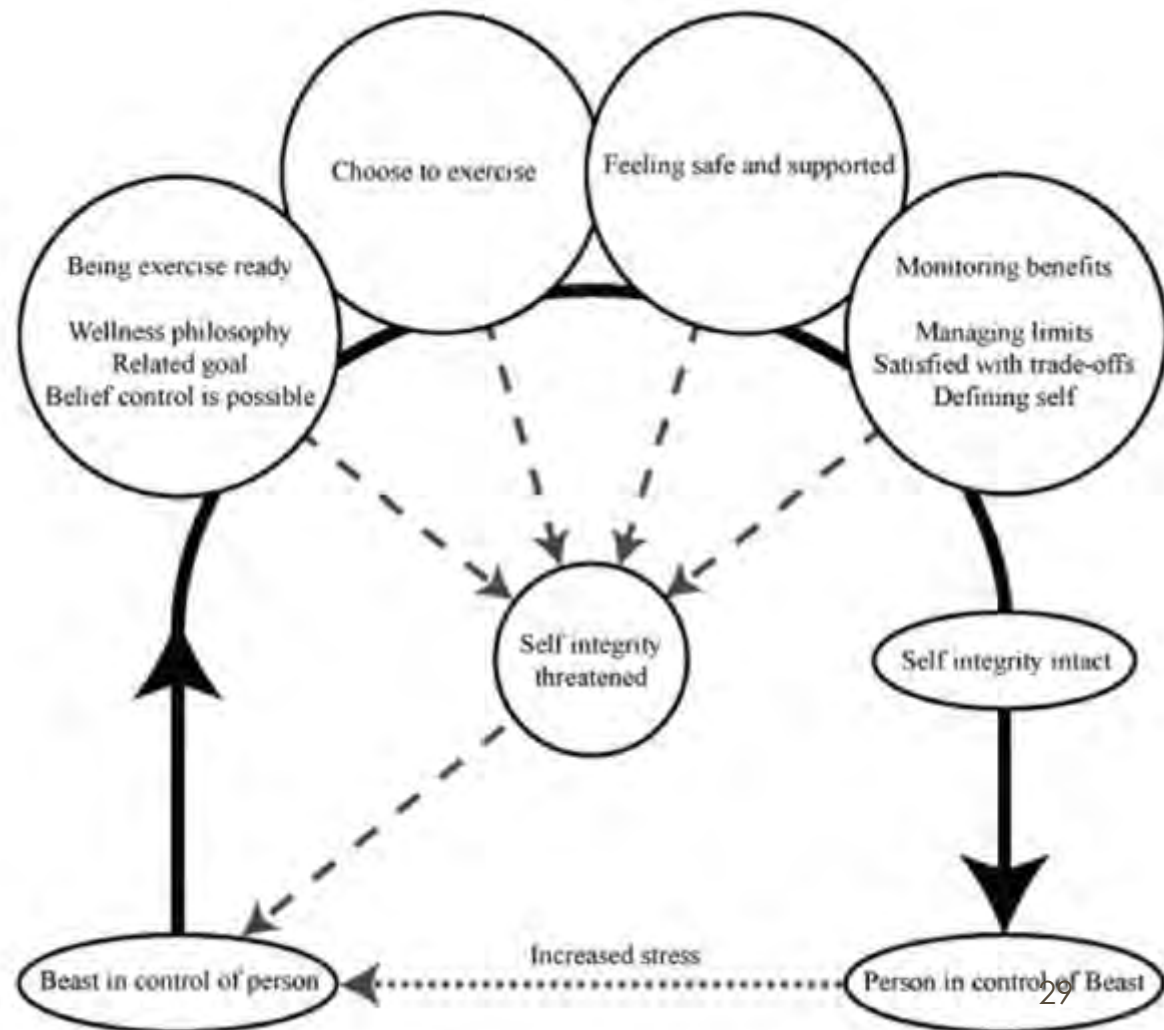 Choose to exercise
Feeling safe and supported
Being exercise ready
Wellness philosophy
Related goal
Belief control is possible
Monitoring benefits
Managing limits
Satisfied with trade-offs
Defining self
Self integrity
threatened
Self integrity intact
Increased stress
Beast in control of person
Person in control of Beast
29